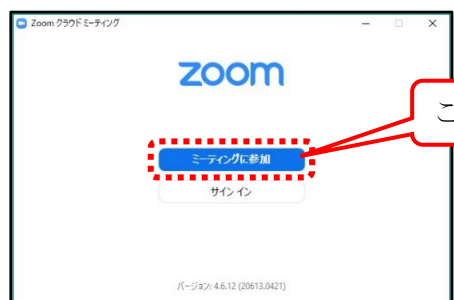 Zoom クラウド ミーティング
zoom
こ
ミーティングに参加
サイン イン
バージョン: 4.6.12 (20613.0421)